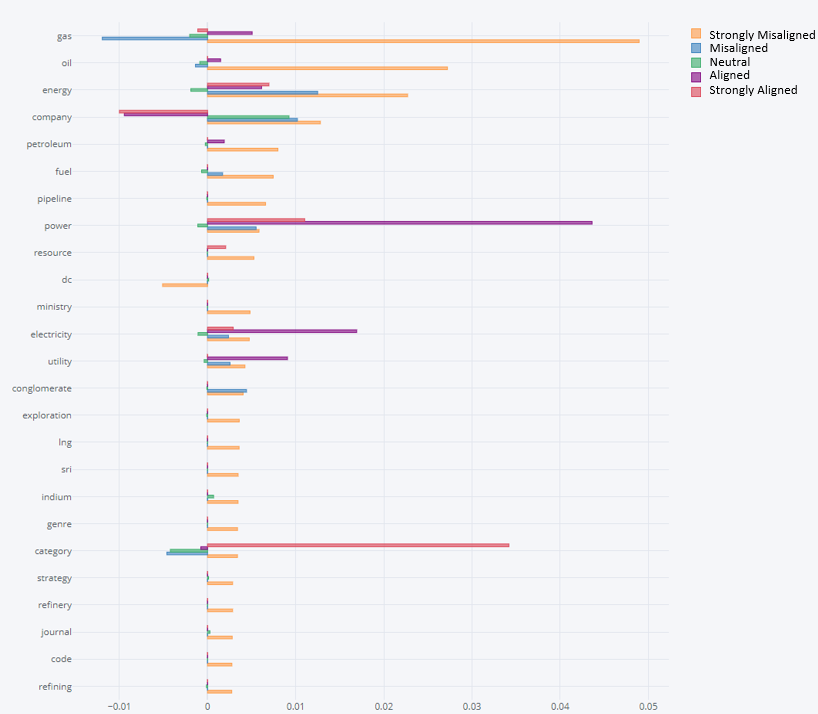 gas
oil
energy
company
petroleum
fuel
pipeline
power
resource
dc
ministry
electricity
utility
conglomerate
exploration
lng
sri
indium
genre
category
strategy
refinery
journal
code
refining
−0.01 0 0.01 0.02 0.03 0.04 0.05
Strongly Misaligned
Misaligned
Neutral
Aligned
Strongly Aligned